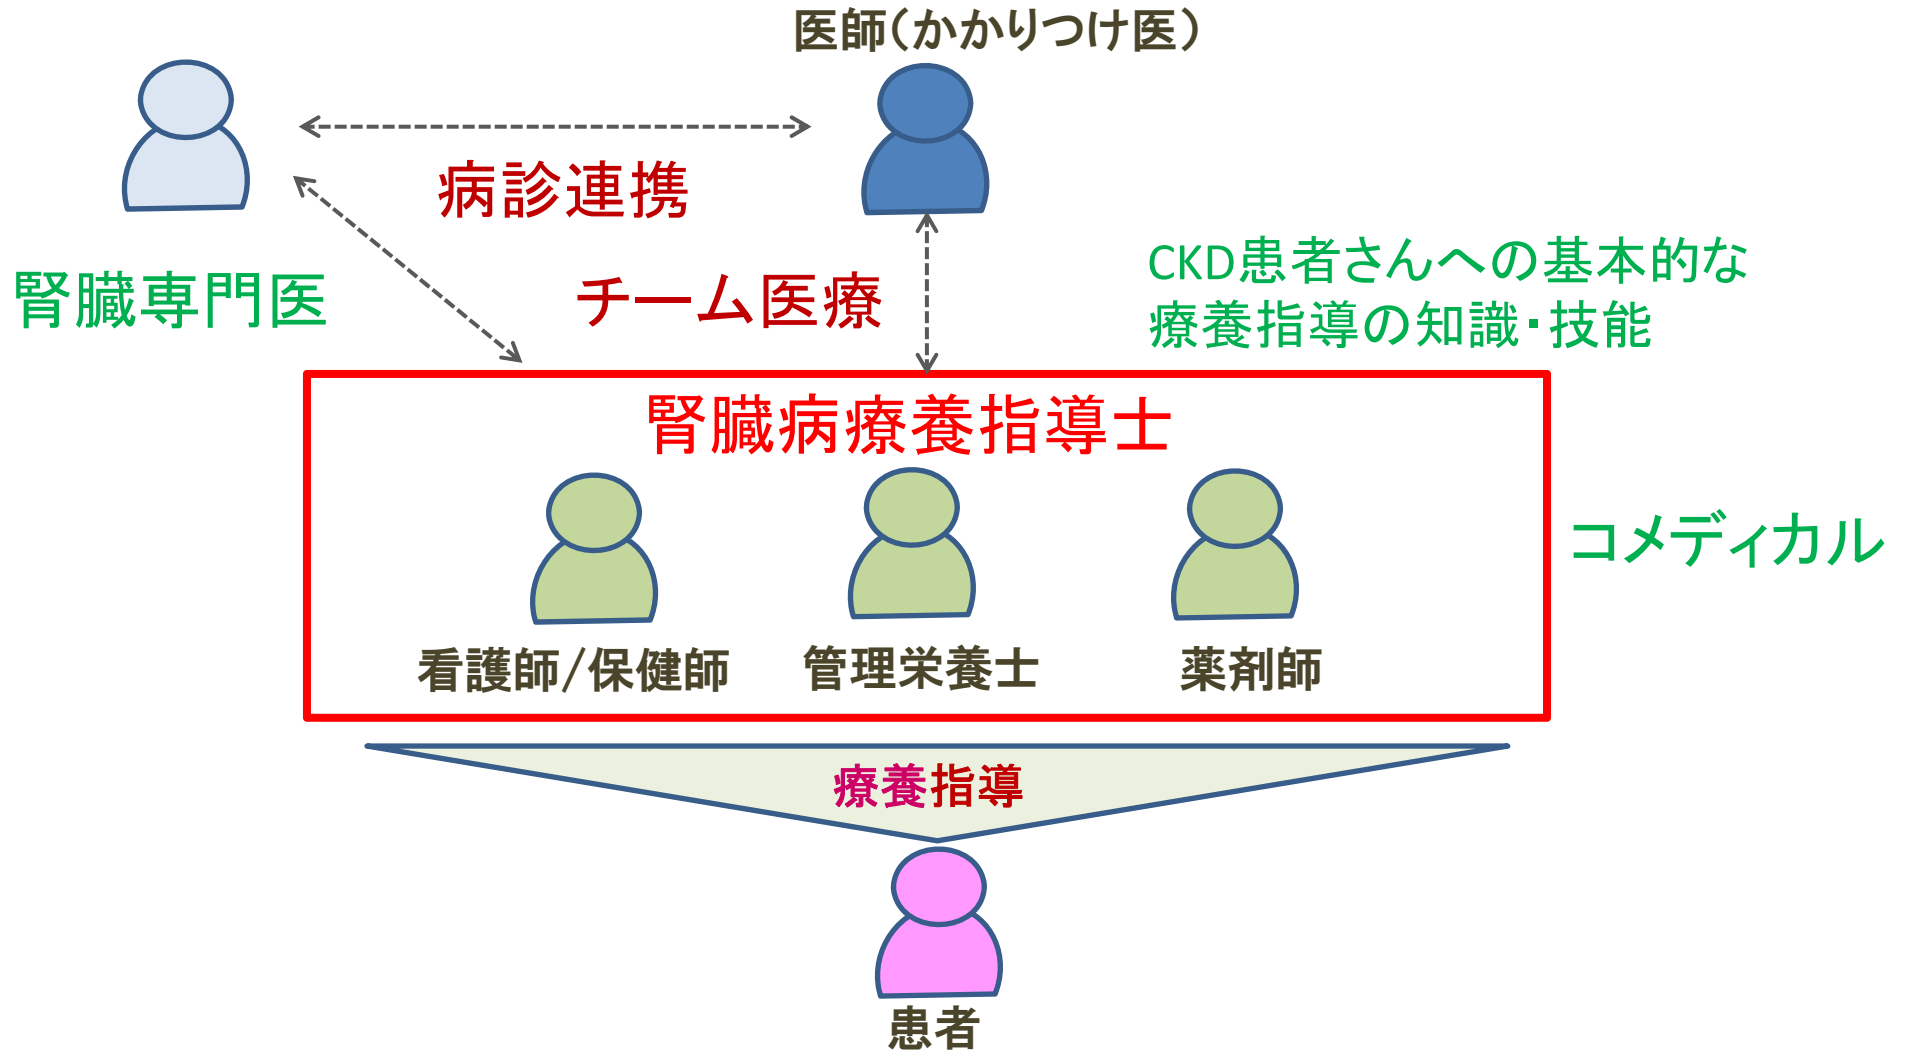 医師（かかりつけ医）
病診連携
腎臓専門医
チーム医療
CKD患者さんへの基本的な
療養指導の知識・技能
腎臓病療養指導士
コメディカル
看護師/保健師
管理栄養士
薬剤師
療養指導
患者